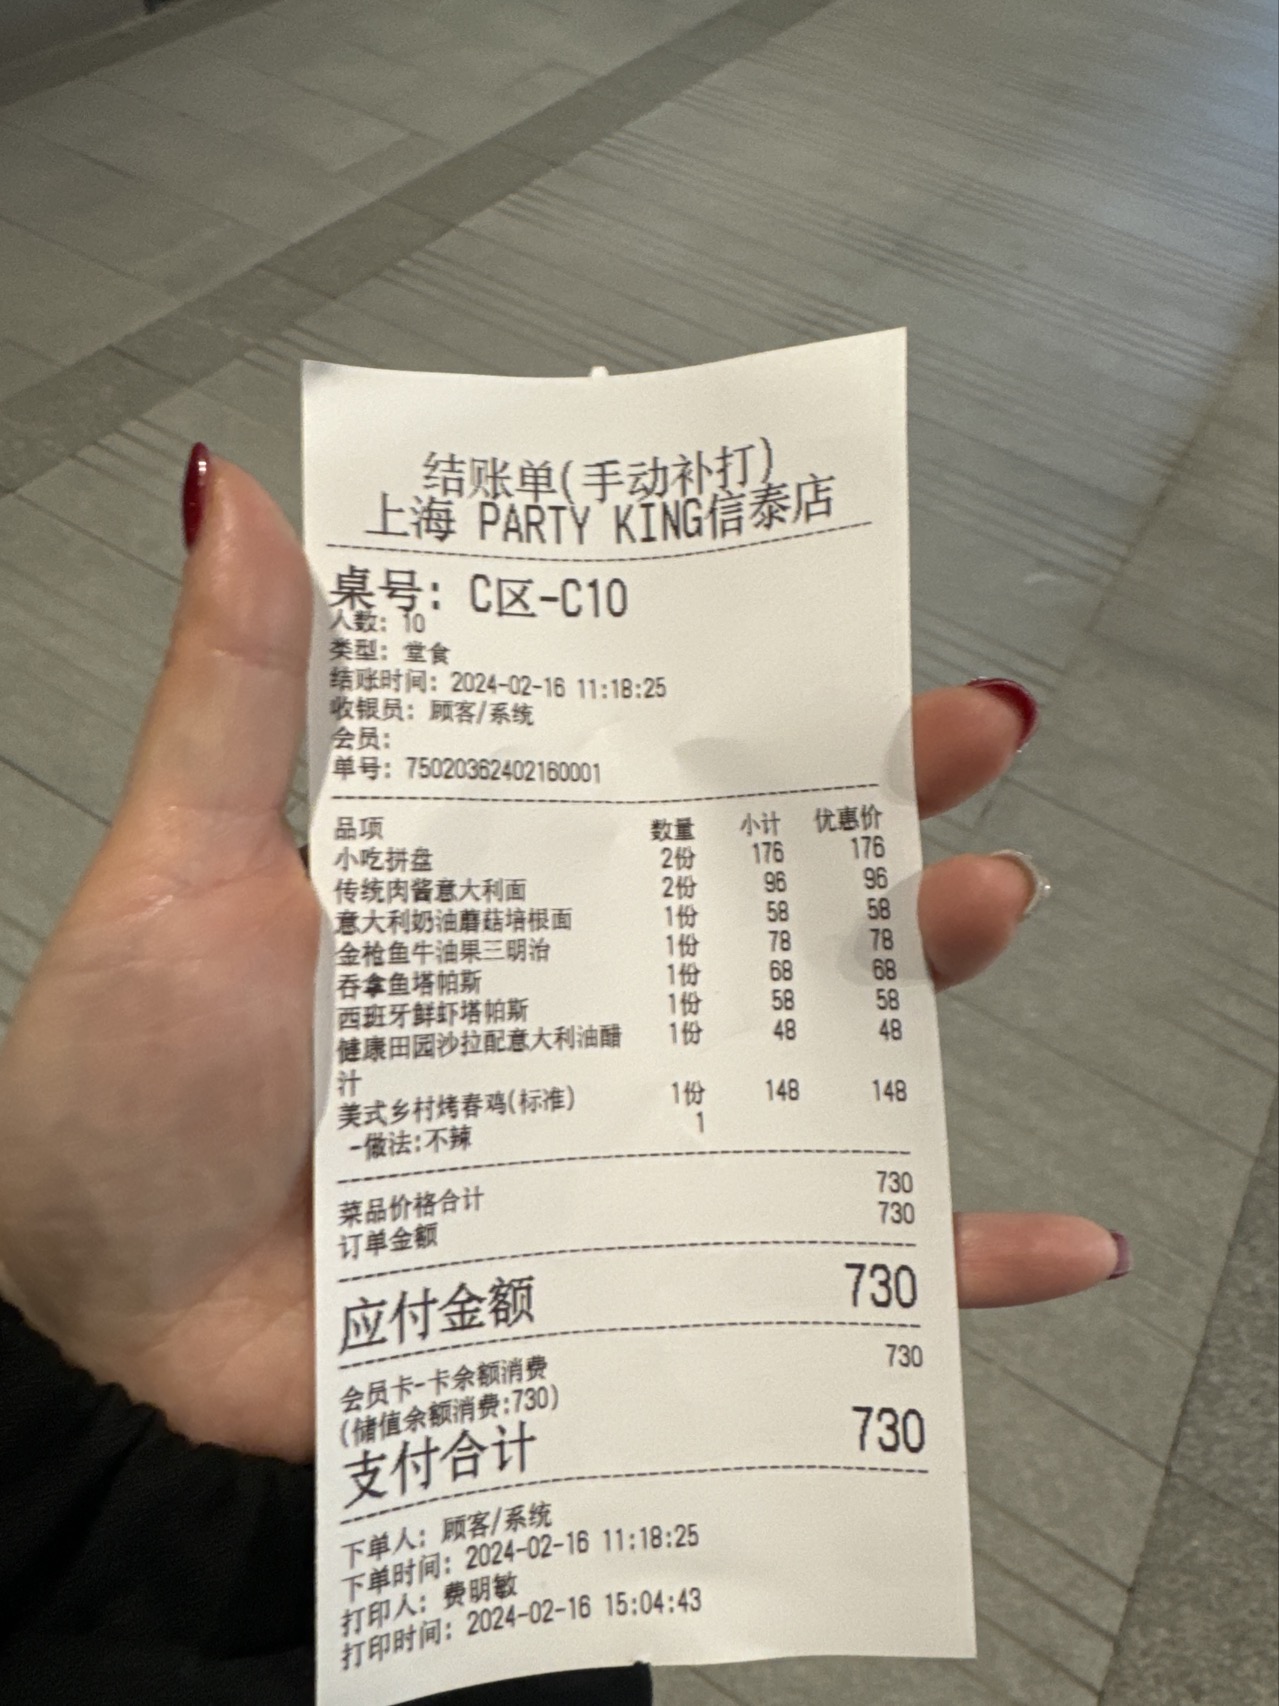 结账单(手动补打)
上海 PARTY KING信泰店
桌号: C区-C10
人数: 10
类型: 堂食
结账时间: 2024-02-16 11:18:25
收银员: 顾客/系统
会员:
单号: 75020362402160001
品项 数量 小计 优惠价
小吃拼盘 2份 176 176
传统肉酱意大利面 2份 96 96
意大利奶油蘑菇培根面 1份 58 58
金枪鱼牛油果三明治 1份 78 78
吞拿鱼塔帕斯 1份 68 68
西班牙鲜虾塔帕斯 1份 58 58
健康田园沙拉配意大利油醋 1份 48 48
汁
美式乡村烤春鸡(标准) 1份 148 148
-做法:不辣 1
菜品价格合计 730
订单金额 730
应付金额 730
会员卡-卡余额消费 730
(储值余额消费:730)
支付合计 730
下单人: 顾客/系统
下单时间: 2024-02-16 11:18:25
打印人: 费明敏
打印时间: 2024-02-16 15:04:43